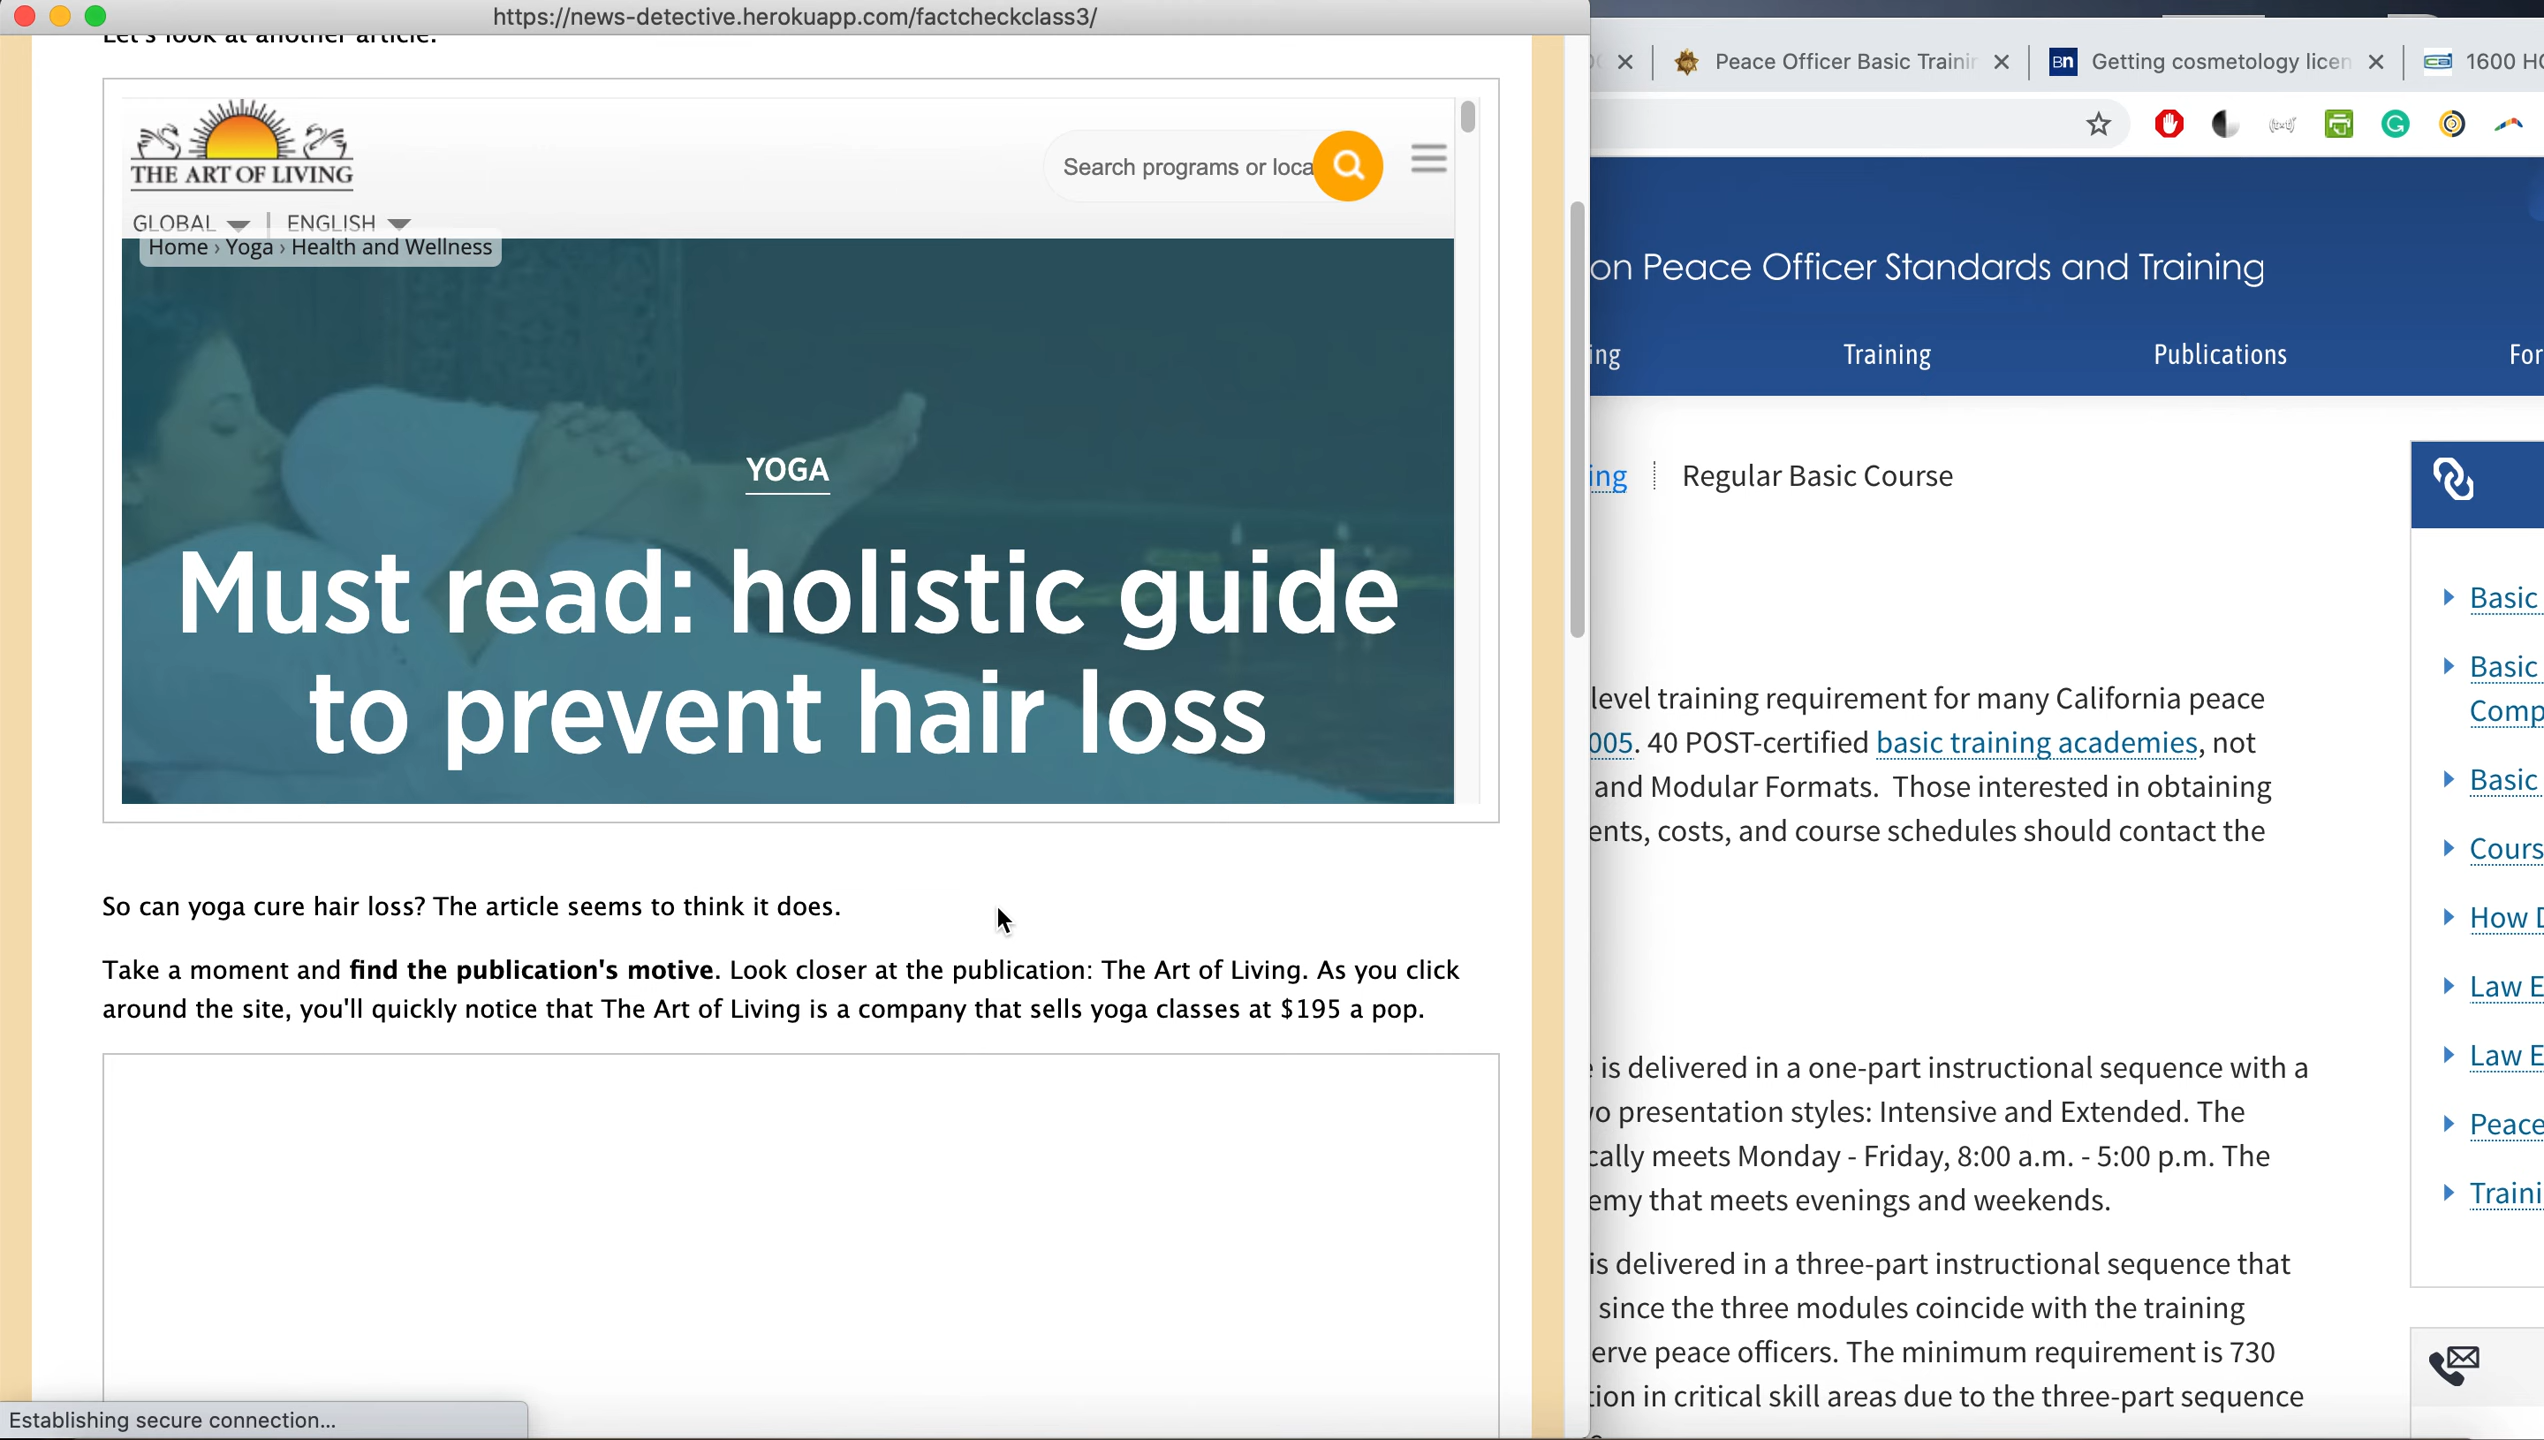 https://news-detective.herokuapp.com/factcheckclass3/
Let's look at another article.
THE ART OF LIVING
Search programs or loca
GLOBAL | ENGLISH
Home › Yoga › Health and Wellness
YOGA
Must read: holistic guide
to prevent hair loss
So can yoga cure hair loss? The article seems to think it does.
Take a moment and find the publication's motive. Look closer at the publication: The Art of Living. As you click
around the site, you'll quickly notice that The Art of Living is a company that sells yoga classes at $195 a pop.
Establishing secure connection...
Peace Officer Basic Trainin
Bn Getting cosmetology licen
1600 HO
on Peace Officer Standards and Training
ing Training Publications For
ing Regular Basic Course
level training requirement for many California peace
005. 40 POST-certified basic training academies, not
and Modular Formats. Those interested in obtaining
ents, costs, and course schedules should contact the
e is delivered in a one-part instructional sequence with a
wo presentation styles: Intensive and Extended. The
cally meets Monday - Friday, 8:00 a.m. - 5:00 p.m. The
emy that meets evenings and weekends.
is delivered in a three-part instructional sequence that
since the three modules coincide with the training
erve peace officers. The minimum requirement is 730
tion in critical skill areas due to the three-part sequence
Basic
Basic
Comp
Basic
Cours
How D
Law E
Law E
Peace
Traini